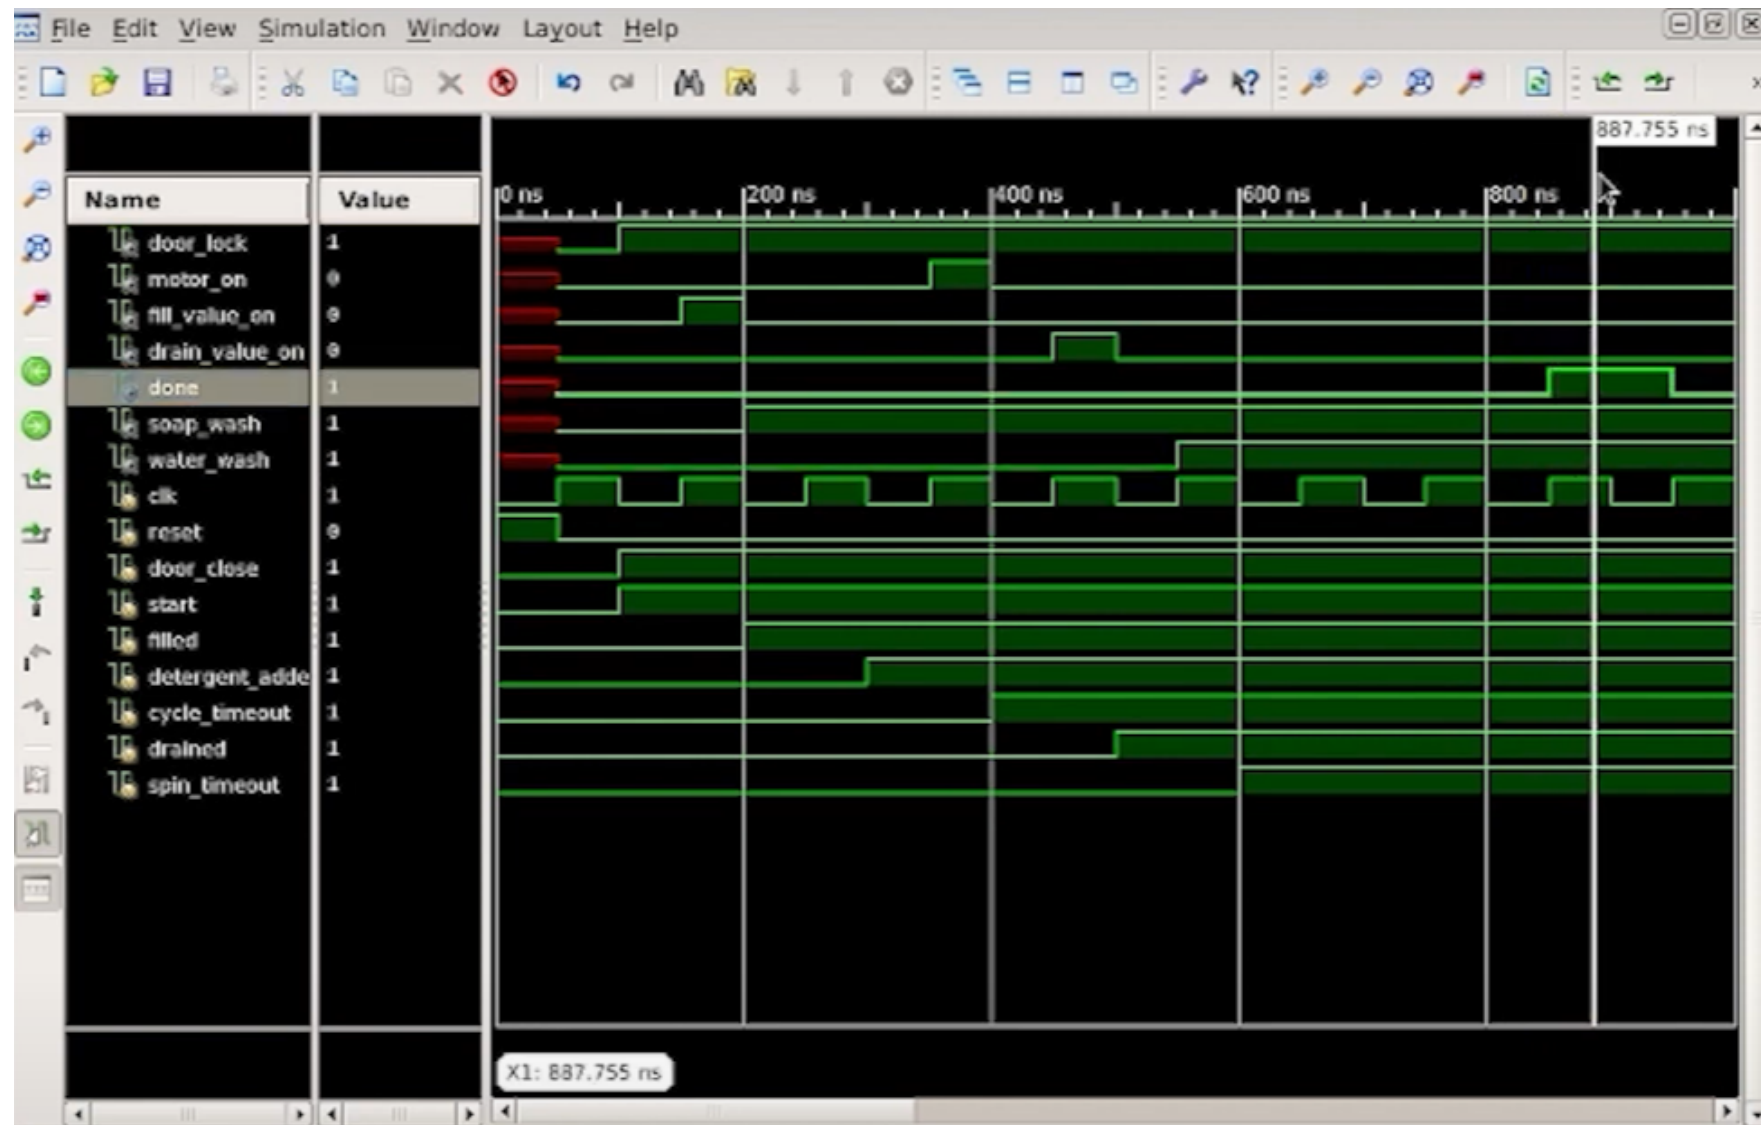 File Edit View Simulation Window Layout Help
887.755 ns
Name Value 0 ns 200 ns 400 ns 600 ns 800 ns
door_lock 1
motor_on 0
fill_value_on 0
drain_value_on 0
done 1
soap_wash 1
water_wash 1
clk 1
reset 0
door_close 1
start 1
filled 1
detergent_adde 1
cycle_timeout 1
drained 1
spin_timeout 1
X1: 887.755 ns